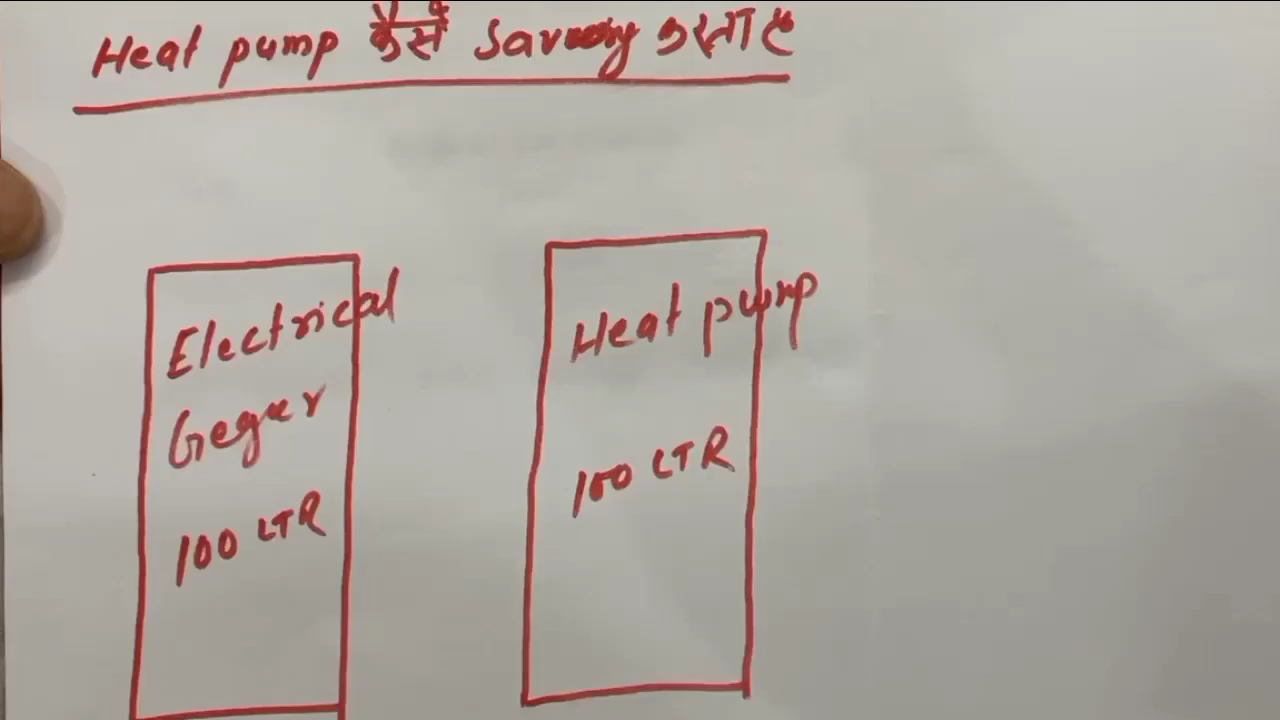 Heat pump कैसे Saving करता है
Electrical
Geyser
100 LTR
Heat pump
100 LTR